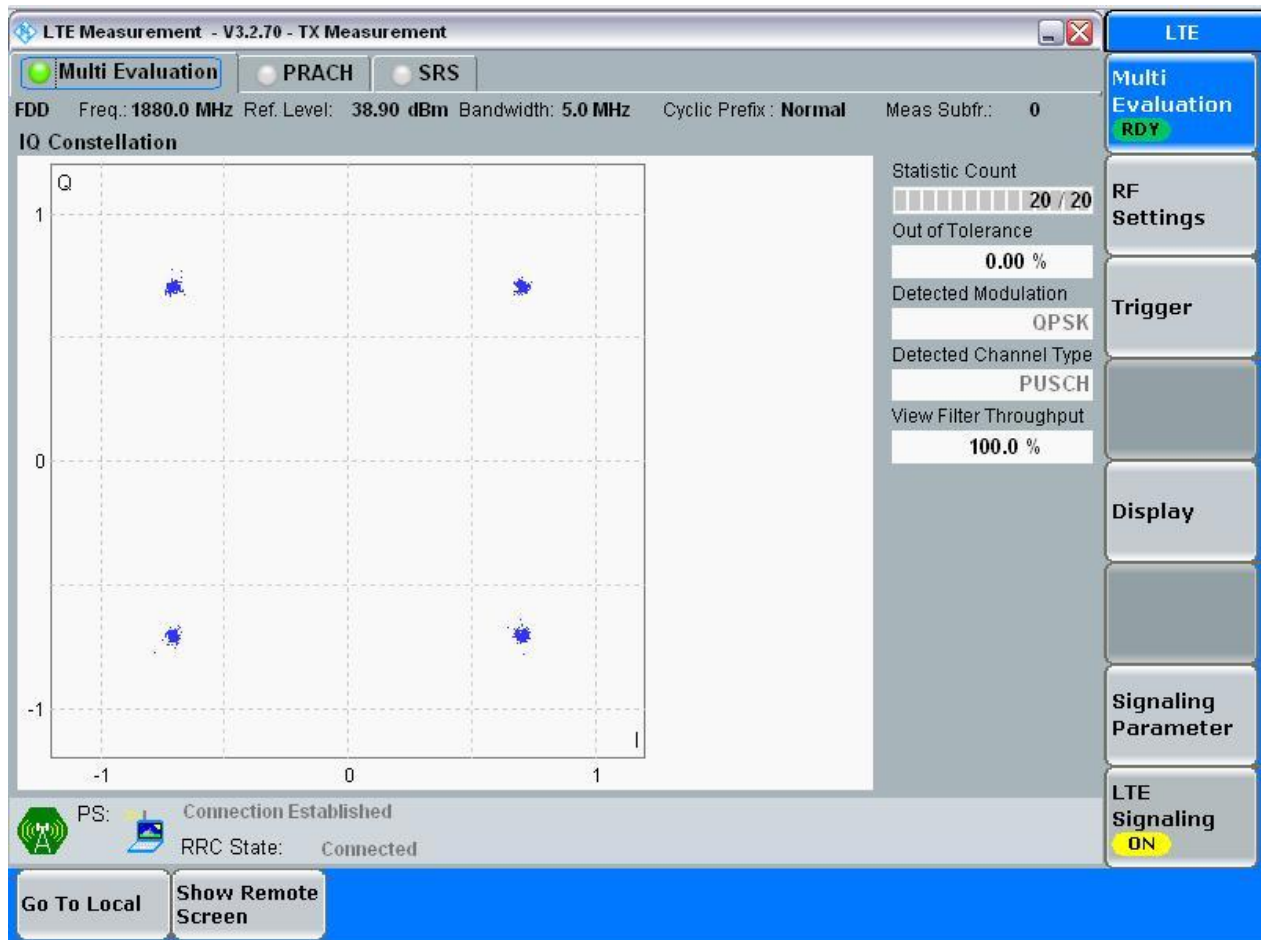 LTE Measurement - V3.2.70 - TX Measurement
LTE
Multi Evaluation PRACH SRS
Multi
Evaluation
RDY
FDD Freq.: 1880.0 MHz Ref. Level: 38.90 dBm Bandwidth: 5.0 MHz Cyclic Prefix : Normal Meas Subfr.: 0
IQ Constellation
Q
1
0
-1
-1 0 1
I
Statistic Count
20 / 20
Out of Tolerance
0.00 %
Detected Modulation
QPSK
Detected Channel Type
PUSCH
View Filter Throughput
100.0 %
RF
Settings
Trigger
Display
Signaling
Parameter
LTE
Signaling
ON
PS: Connection Established
RRC State: Connected
Go To Local
Show Remote
Screen